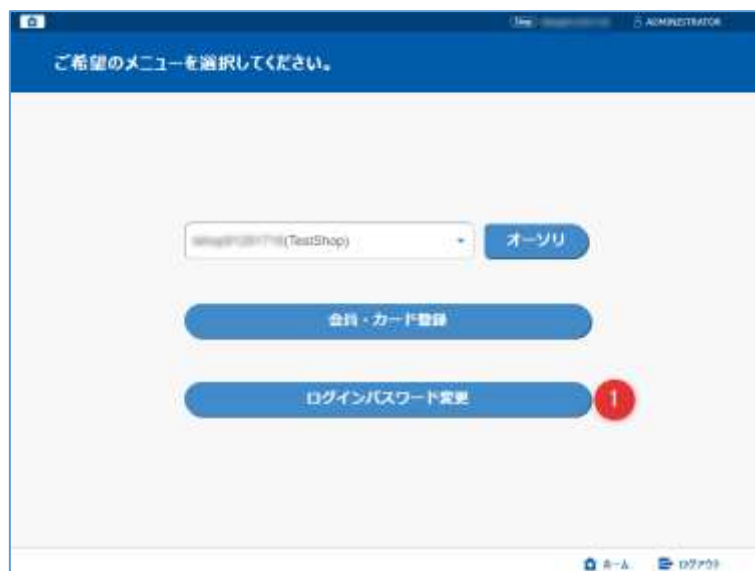 ADMINISTRATOR
ご希望のメニューを選択してください。
(TestShop)
オーソリ
会員・カード登録
ログインパスワード変更
1
ホーム
ログアウト